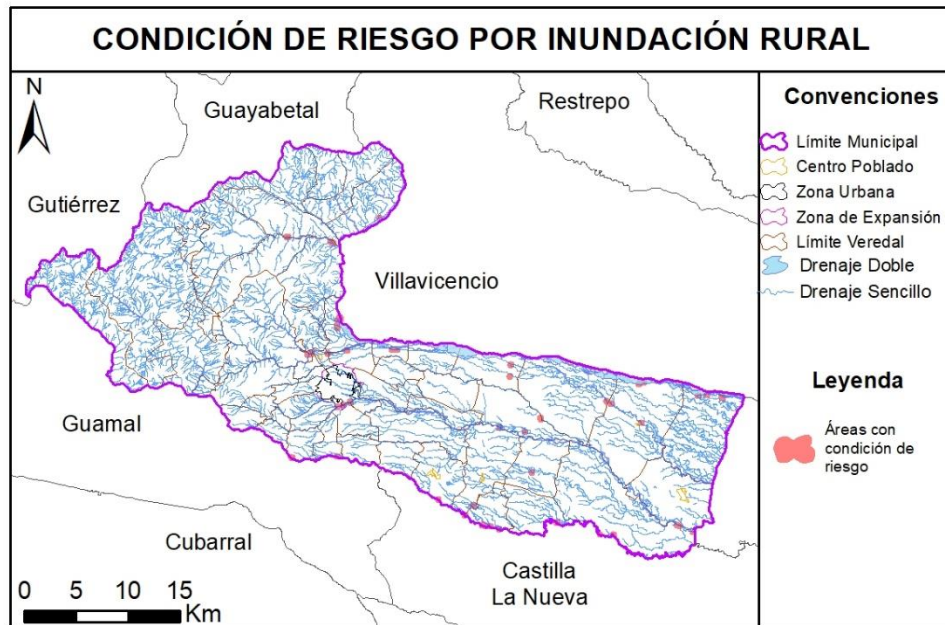 CONDICIÓN DE RIESGO POR INUNDACIÓN RURAL
N
Guayabetal
Restrepo
Gutiérrez
Villavicencio
Guamal
Cubarral
Castilla
La Nueva
0 5 10 15
Km
Convenciones
Límite Municipal
Centro Poblado
Zona Urbana
Zona de Expansión
Límite Veredal
Drenaje Doble
Drenaje Sencillo
Leyenda
Áreas con
condición de
riesgo